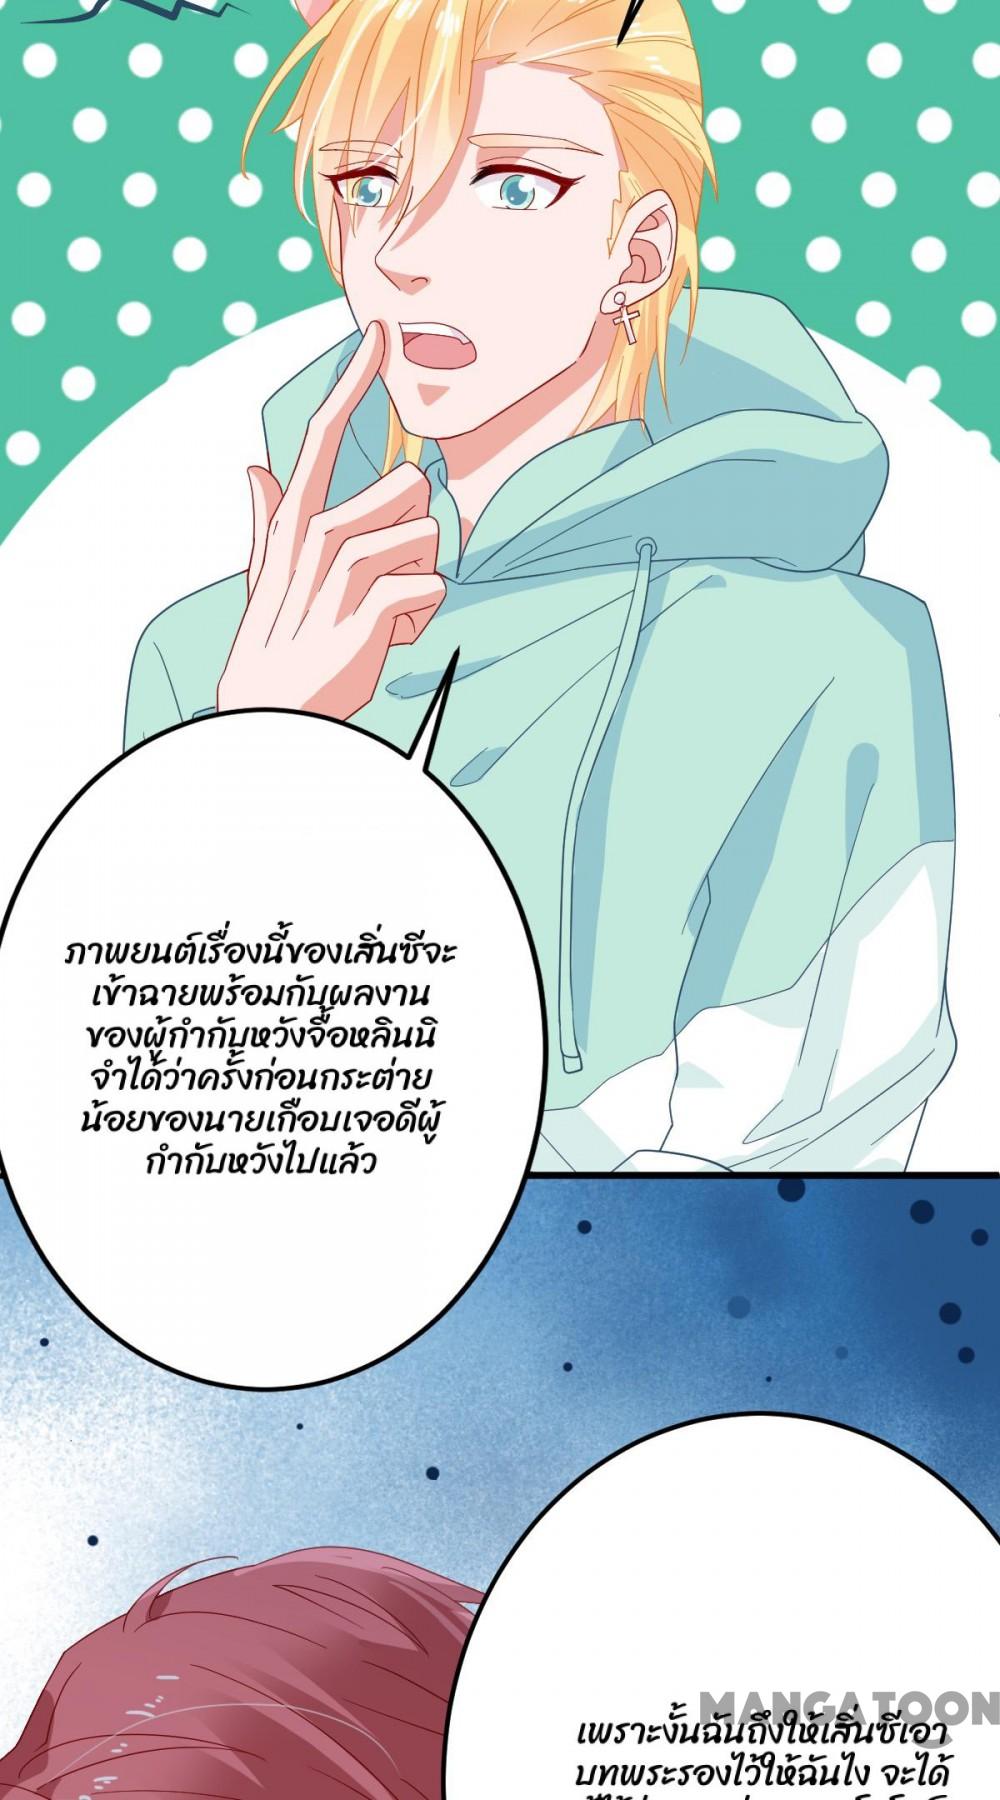 ภาพยนต์เรื่องนี้ของเสิ่นซีจะ
เข้าฉายพร้อมกับผลงาน
ของผู้กำกับหวังจื้อหลินนิ
จำได้ว่าครั้งก่อนกระต่าย
น้อยของนายเกือบเจอดีผู้
กำกับหวังไปแล้ว
MANGATOON
เพราะงั้นฉันถึงให้เสิ่นซีเอา
บทพระรองไว้ให้ฉันไง จะได้